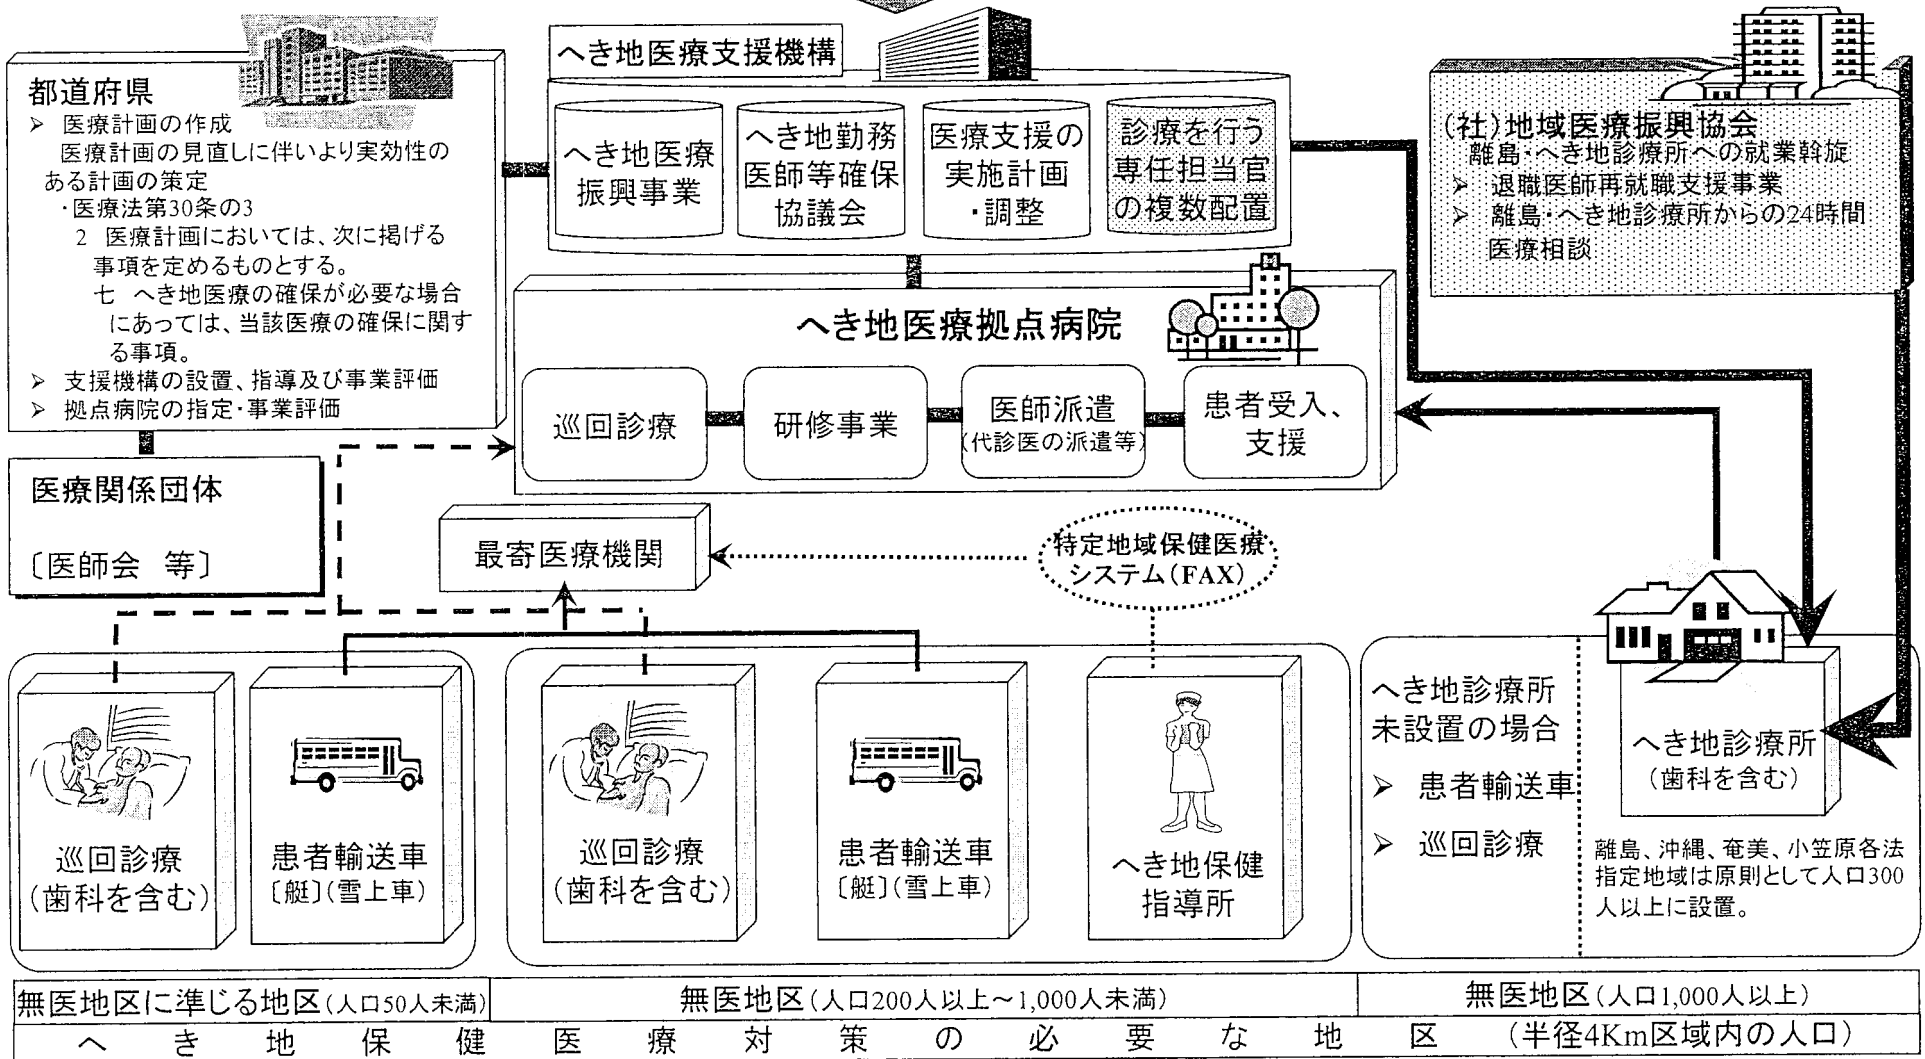 都道府県
➢ 医療計画の作成
医療計画の見直しに伴いより実効性の
ある計画の策定
・医療法第30条の3
2 医療計画においては、次に掲げる
事項を定めるものとする。
七 へき地医療の確保が必要な場合
にあっては、当該医療の確保に関す
る事項。
➢ 支援機構の設置、指導及び事業評価
➢ 拠点病院の指定・事業評価
医療関係団体
〔医師会 等〕
へき地医療支援機構
へき地医療
振興事業
へき地勤務
医師等確保
協議会
医療支援の
実施計画
・調整
診療を行う
専任担当官
の複数配置
(社)地域医療振興協会
離島・へき地診療所への就業斡旋
➢ 退職医師再就職支援事業
➢ 離島・へき地診療所からの24時間
医療相談
へき地医療拠点病院
巡回診療
研修事業
医師派遣
(代診医の派遣等)
患者受入、
支援
最寄医療機関
特定地域保健医療
システム(FAX)
巡回診療
(歯科を含む)
患者輸送車
〔艇〕(雪上車)
巡回診療
(歯科を含む)
患者輸送車
〔艇〕(雪上車)
へき地保健
指導所
へき地診療所
未設置の場合
➢ 患者輸送車
➢ 巡回診療
へき地診療所
(歯科を含む)
離島、沖縄、奄美、小笠原各法
指定地域は原則として人口300
人以上に設置。
無医地区に準じる地区(人口50人未満)
無医地区(人口200人以上~1,000人未満)
無医地区(人口1,000人以上)
へき地保健医療対策の必要な地区 (半径4Km区域内の人口)